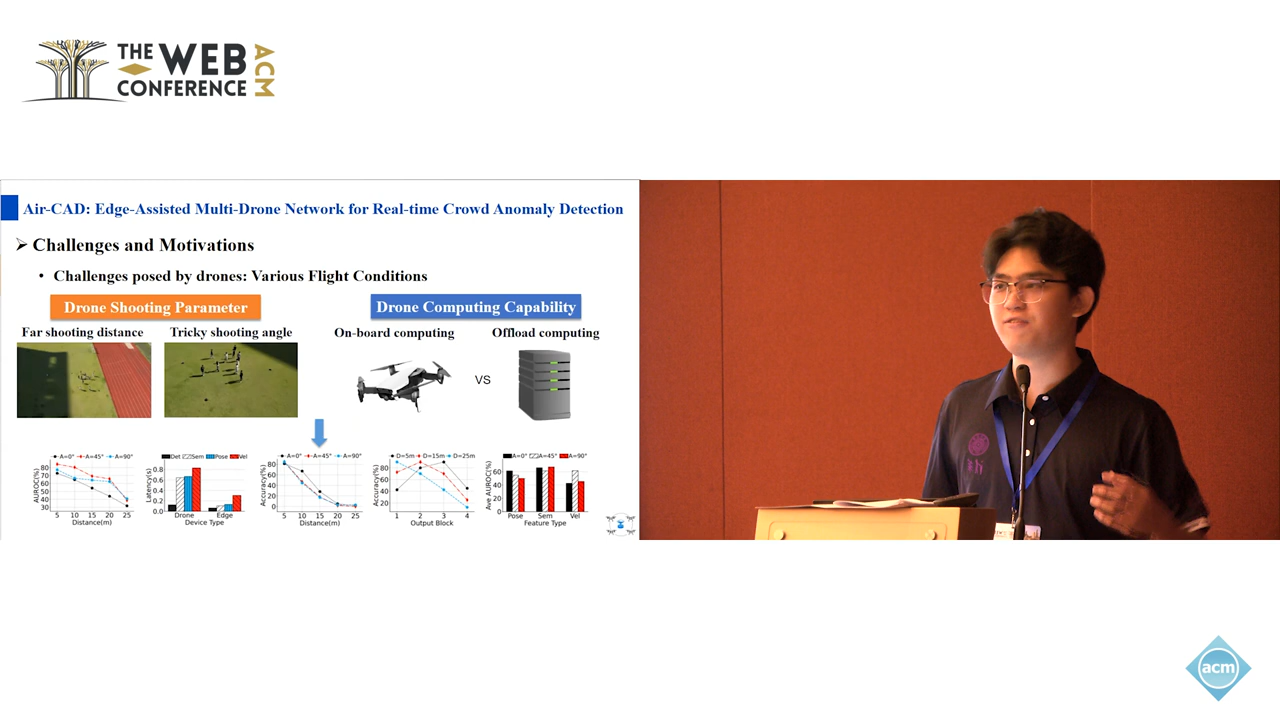 THE WEB
CONFERENCE
ACM
Air-CAD: Edge-Assisted Multi-Drone Network for Real-time Crowd Anomaly Detection
➢ Challenges and Motivations
• Challenges posed by drones: Various Flight Conditions
Drone Shooting Parameter
Drone Computing Capability
Far shooting distance
Tricky shooting angle
On-board computing
Offload computing
VS
A=0° A=45° A=90°
AUROC(%)
80
70
60
50
40
30
5 10 15 20 25
Distance(m)
Det Sem Pose Vel
Latency(s)
0.8
0.6
0.4
0.2
0.0
Drone Edge
Device Type
A=0° A=45° A=90°
Accuracy(%)
80
60
40
20
0
5 10 15 20 25
Distance(m)
D=5m D=15m D=25m
Accuracy(%)
80
60
40
20
1 2 3 4
Output Block
A=0° A=45° A=90°
Ave AUROC(%)
80
60
40
20
0
Pose Sem Vel
Feature Type
acm